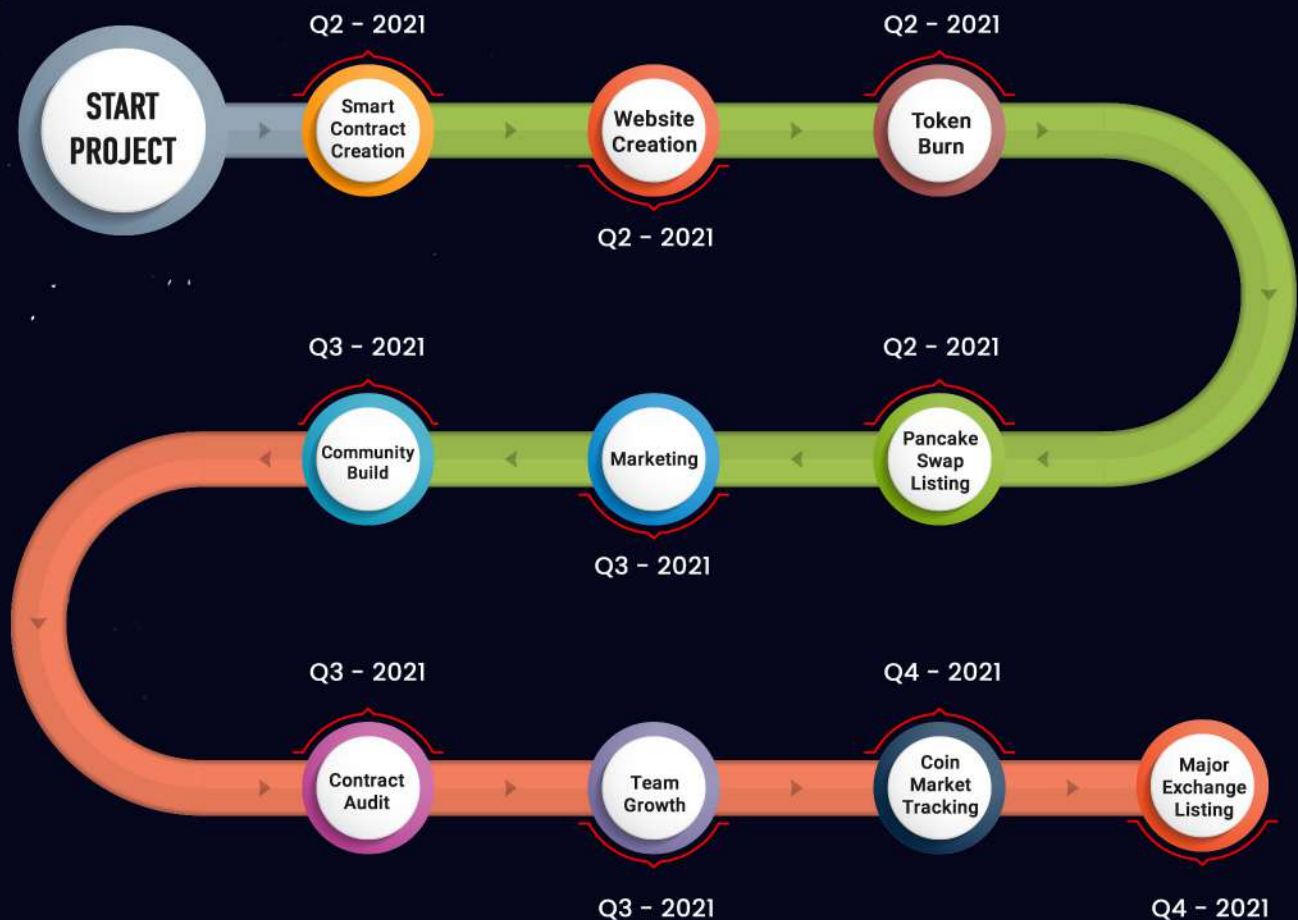 START
PROJECT
Q2 - 2021
Smart
Contract
Creation
Website
Creation
Q2 - 2021
Q2 - 2021
Token
Burn
Q2 - 2021
Pancake
Swap
Listing
Marketing
Q3 - 2021
Q3 - 2021
Community
Build
Q3 - 2021
Contract
Audit
Team
Growth
Q3 - 2021
Q4 - 2021
Coin
Market
Tracking
Major
Exchange
Listing
Q4 - 2021